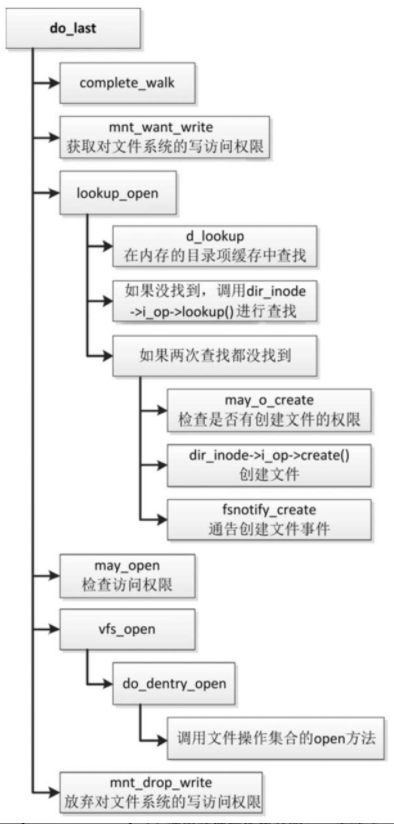 do_last
complete_walk
mnt_want_write
获取对文件系统的写访问权限
lookup_open
d_lookup
在内存的目录项缓存中查找
如果没找到，调用dir_inode
->i_op->lookup()进行查找
如果两次查找都没找到
may_o_create
检查是否有创建文件的权限
dir_inode->i_op->create()
创建文件
fsnotify_create
通告创建文件事件
may_open
检查访问权限
vfs_open
do_dentry_open
调用文件操作集合的open方法
mnt_drop_write
放弃对文件系统的写访问权限